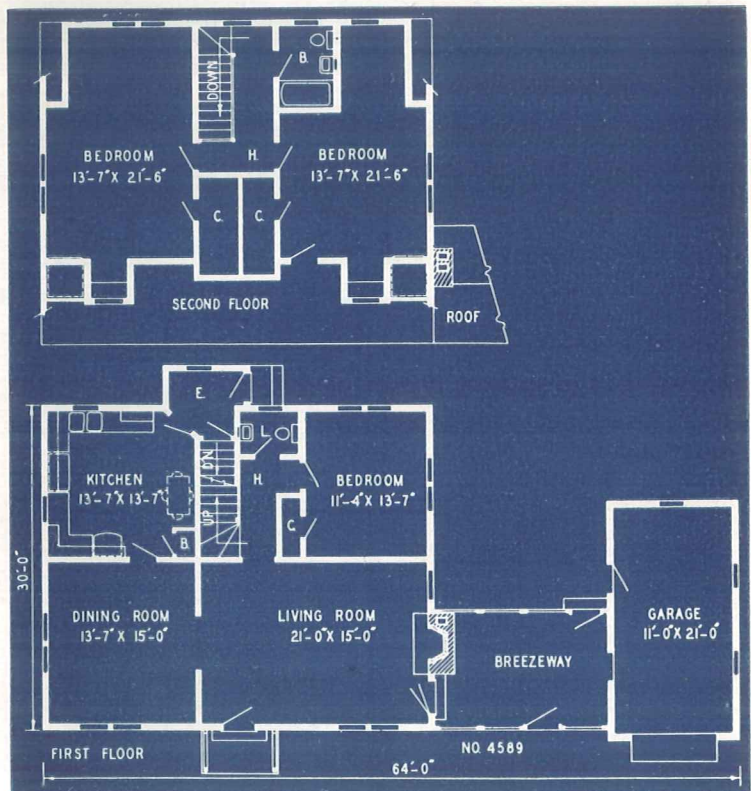 B.
DOWN
BEDROOM
13'-7" X 21'-6"
H.
BEDROOM
13'-7" X 21'-6"
C.
C.
SECOND FLOOR
ROOF
E.
L.
KITCHEN
13'-7" X 13'-7"
D'N
UP
H.
BEDROOM
11'-4" X 13'-7"
C.
B.
30'-0"
DINING ROOM
13'-7" X 15'-0"
LIVING ROOM
21'-0" X 15'-0"
BREEZEWAY
GARAGE
11'-0" X 21'-0"
FIRST FLOOR
NO. 4589
64'-0"